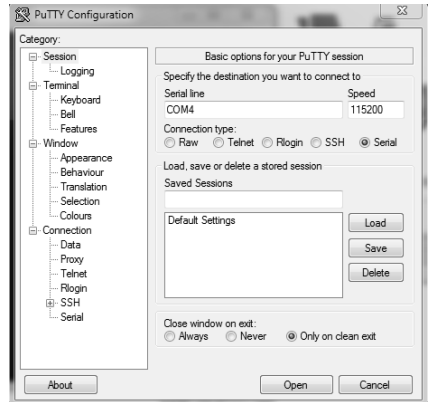 PuTTY Configuration
Category:
Session
Logging
Terminal
Keyboard
Bell
Features
Window
Appearance
Behaviour
Translation
Selection
Colours
Connection
Data
Proxy
Telnet
Rlogin
SSH
Serial
Basic options for your PuTTY session
Specify the destination you want to connect to
Serial line Speed
COM4 115200
Connection type:
Raw Telnet Rlogin SSH Serial
Load, save or delete a stored session
Saved Sessions
Default Settings
Load
Save
Delete
Close window on exit:
Always Never Only on clean exit
About Open Cancel